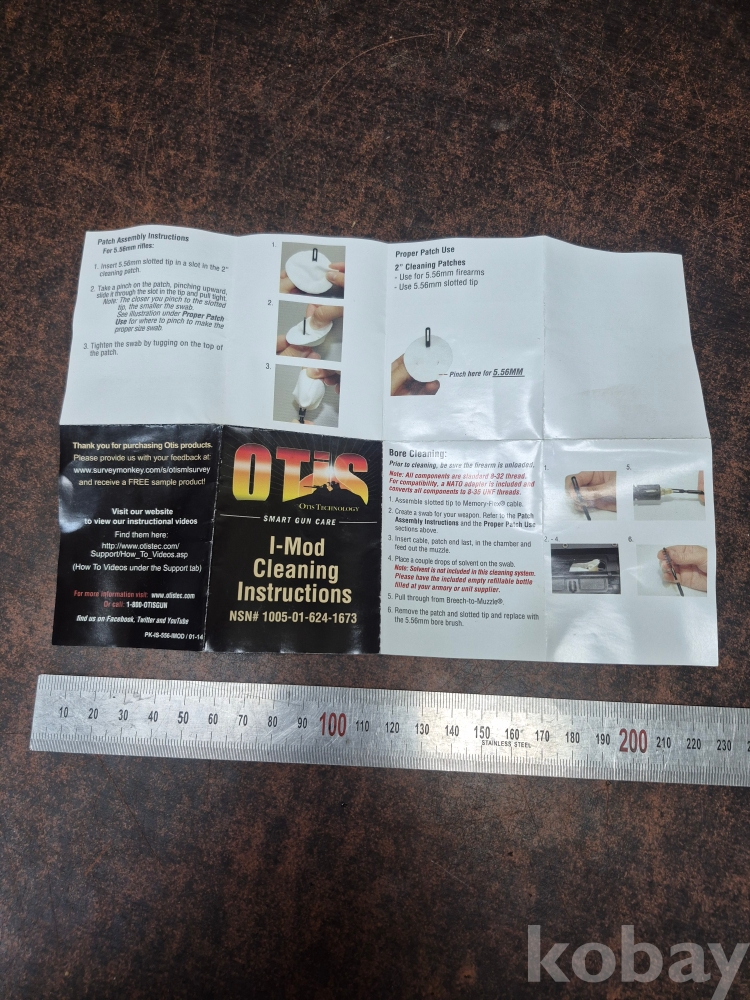 Patch Assembly Instructions
For 5.56mm rifles:
1. Insert 5.56mm slotted tip in a slot in the 2"
cleaning patch.
2. Take a pinch on the patch, pinching upward,
slide it through the slot in the tip and pull tight.
Note: The closer you pinch to the slotted
tip, the smaller the swab.
See illustration under Proper Patch
Use for where to pinch to make the
proper size swab.
3. Tighten the swab by tugging on the top of
the patch.
1.
2.
3.
Proper Patch Use
2" Cleaning Patches
- Use for 5.56mm firearms
- Use 5.56mm slotted tip
Pinch here for 5.56MM
Thank you for purchasing Otis products.
Please provide us with your feedback at:
www.surveymonkey.com/s/otismlsurvey
and receive a FREE sample product!
Visit our website
to view our instructional videos
Find them here:
http://www.otistec.com/
Support/How_To_Videos.asp
(How To Videos under the Support tab)
For more information visit: www.otistec.com
Or call: 1-800-OTISGUN
find us on Facebook, Twitter and YouTube
PK-IS-556-IMOD / 01-14
OTiS
OTIS TECHNOLOGY
SMART GUN CARE
I-Mod
Cleaning
Instructions
NSN# 1005-01-624-1673
Bore Cleaning:
Prior to cleaning, be sure the firearm is unloaded.
Note: All components are standard 8-32 thread.
For compatibility, a NATO adapter is included and
converts all components to 8-36 UNF threads.
1. Assemble slotted tip to Memory-Flex® cable.
2. Create a swab for your weapon. Refer to the Patch
Assembly Instructions and the Proper Patch Use
sections above.
3. Insert cable, patch end last, in the chamber and
feed out the muzzle.
4. Place a couple drops of solvent on the swab.
Note: Solvent is not included in this cleaning system.
Please have the included empty refillable bottle
filled at your armory or unit supplier.
5. Pull through from Breech-to-Muzzle®.
6. Remove the patch and slotted tip and replace with
the 5.56mm bore brush.
1.
5.
2. - 4.
6.
10 20 30 40 50 60 70 80 90 100 110 120 130 140 150 160 170 180 190 200 210 220 230
STAINLESS STEEL
kobay